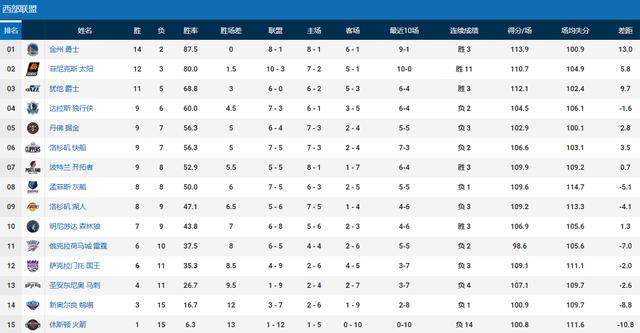 西部联盟
排名 姓名 胜 负 胜率 胜场差 联盟 主场 客场 最近10场 连续成绩 得分/场 场均失分 差距
01 金州 勇士 14 2 87.5 0 8 - 1 8 - 1 6 - 1 9-1 胜 3 113.9 100.9 13.0
02 菲尼克斯 太阳 12 3 80.0 1.5 10 - 3 7 - 2 5 - 1 10-0 胜 11 110.7 104.9 5.8
03 犹他 爵士 11 5 68.8 3 6 - 0 6 - 2 5 - 3 6-4 胜 3 112.1 102.4 9.7
04 达拉斯 独行侠 9 6 60.0 4.5 7 - 3 6 - 1 3 - 5 6-4 负 2 104.5 106.1 -1.6
05 丹佛 掘金 9 7 56.3 5 6 - 4 7 - 3 2 - 4 5-5 负 3 102.9 100.1 2.8
06 洛杉矶 快船 9 7 56.3 5 7 - 5 7 - 3 2 - 4 7-3 负 2 106.6 103.1 3.5
07 波特兰 开拓者 9 8 52.9 5.5 5 - 5 8 - 1 1 - 7 6-4 胜 3 109.9 109.2 0.7
08 孟菲斯 灰熊 8 8 50.0 6 7 - 5 6 - 3 2 - 5 5-5 负 1 109.6 114.7 -5.1
09 洛杉矶 湖人 8 9 47.1 6.5 5 - 6 7 - 5 1 - 4 4-6 负 3 109.2 113.3 -4.1
10 明尼苏达 森林狼 7 9 43.8 7 6 - 8 5 - 6 2 - 3 4-6 胜 3 106.9 105.6 1.3
11 俄克拉荷马城 雷霆 6 10 37.5 8 6 - 5 4 - 4 2 - 6 5-5 负 2 98.6 105.6 -7.0
12 萨克拉门托 国王 6 11 35.3 8.5 4 - 9 2 - 6 4 - 5 3-7 负 3 109.1 111.1 -2.0
13 圣安东尼奥 马刺 4 11 26.7 9.5 1 - 9 2 - 4 2 - 7 3-7 负 4 107.1 109.7 -2.6
14 新奥尔良 鹈鹕 3 15 16.7 12 3 - 7 2 - 6 1 - 9 2-8 负 1 100.9 109.7 -8.8
15 休斯顿 火箭 1 15 6.3 13 1 - 12 1 - 5 0 - 10 0-10 负 14 100.8 111.6 -10.8